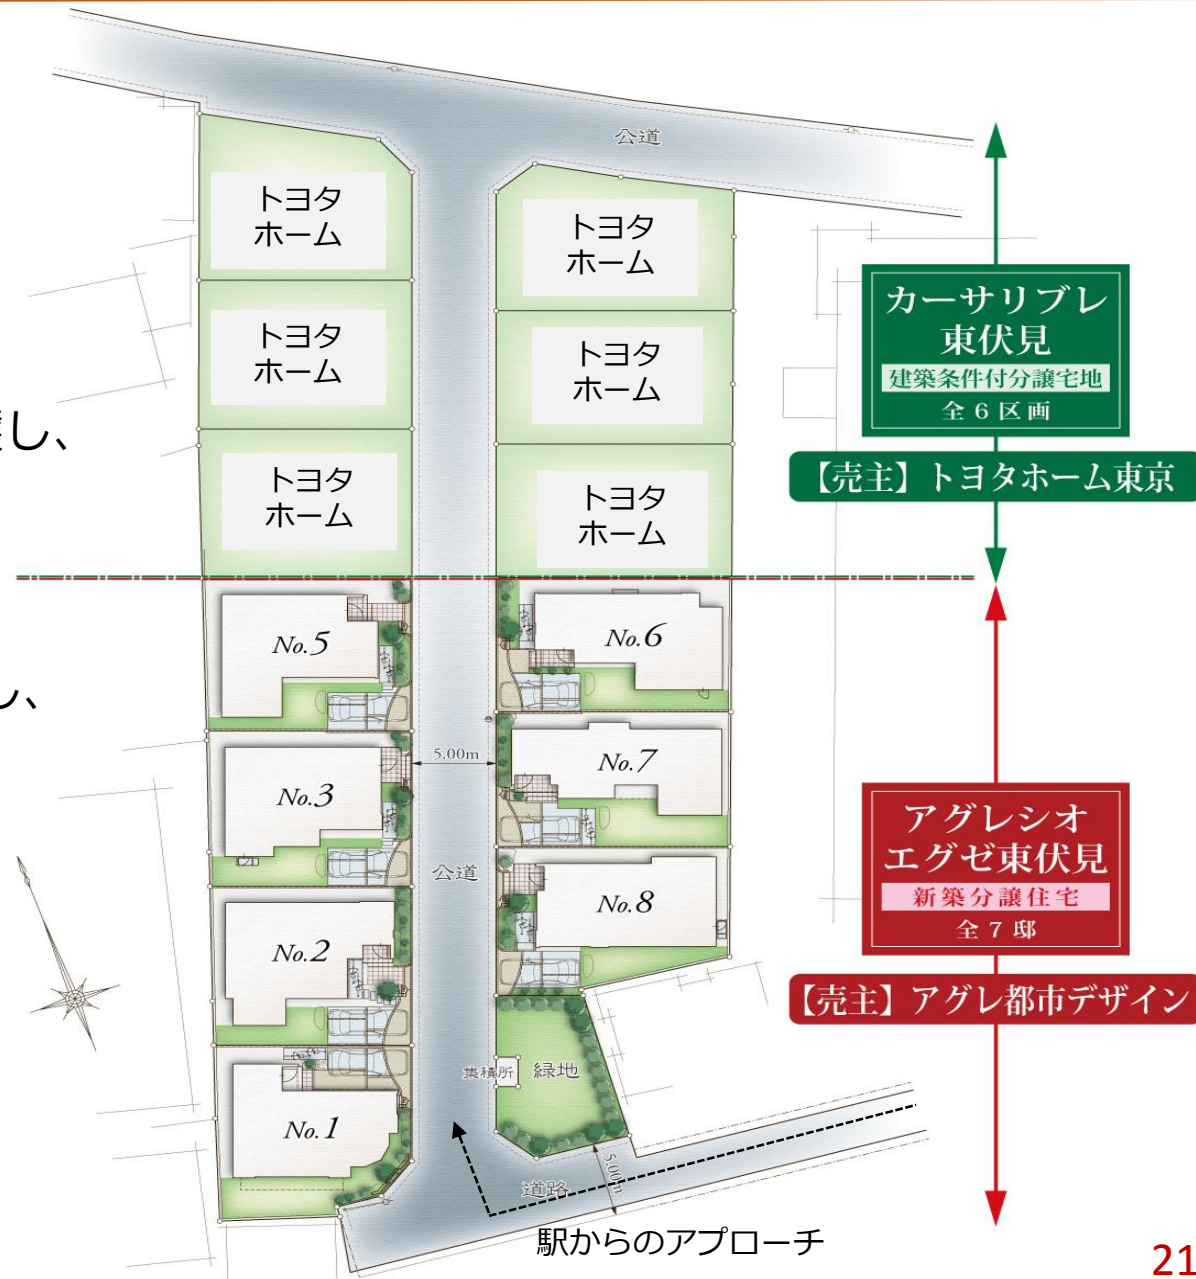 公道
トヨタ
ホーム
トヨタ
ホーム
トヨタ
ホーム
トヨタ
ホーム
トヨタ
ホーム
トヨタ
ホーム
カーサリブレ
東伏見
建築条件付分譲宅地
全6区画
【売主】トヨタホーム東京
し、
No.5
No.6
し、
5.00m
No.7
No.3
公道
No.8
No.2
アグレシオ
エグゼ東伏見
新築分譲住宅
全7邸
【売主】アグレ都市デザイン
集積所
緑地
No.1
5.00m
道路
駅からのアプローチ
21